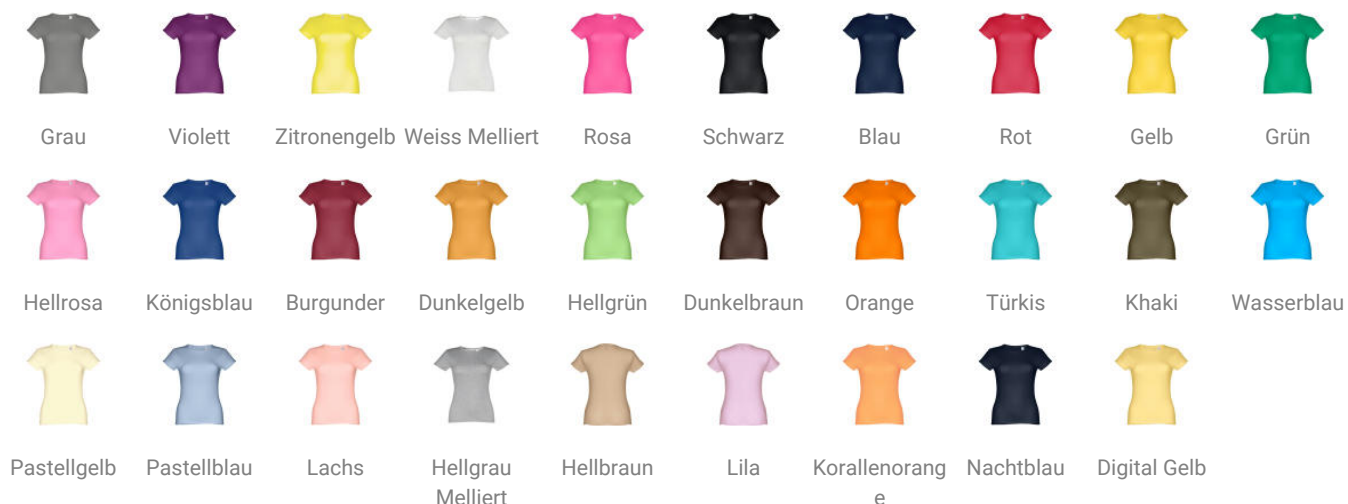 Grau Violett Zitronengelb Weiss Melliert Rosa Schwarz Blau Rot Gelb Grün
Hellrosa Königsblau Burgunder Dunkelgelb Hellgrün Dunkelbraun Orange Türkis Khaki Wasserblau
Pastellgelb Pastellblau Lachs Hellgrau Hellbraun Lila Korallenorang Nachtblau Digital Gelb
Melliert e